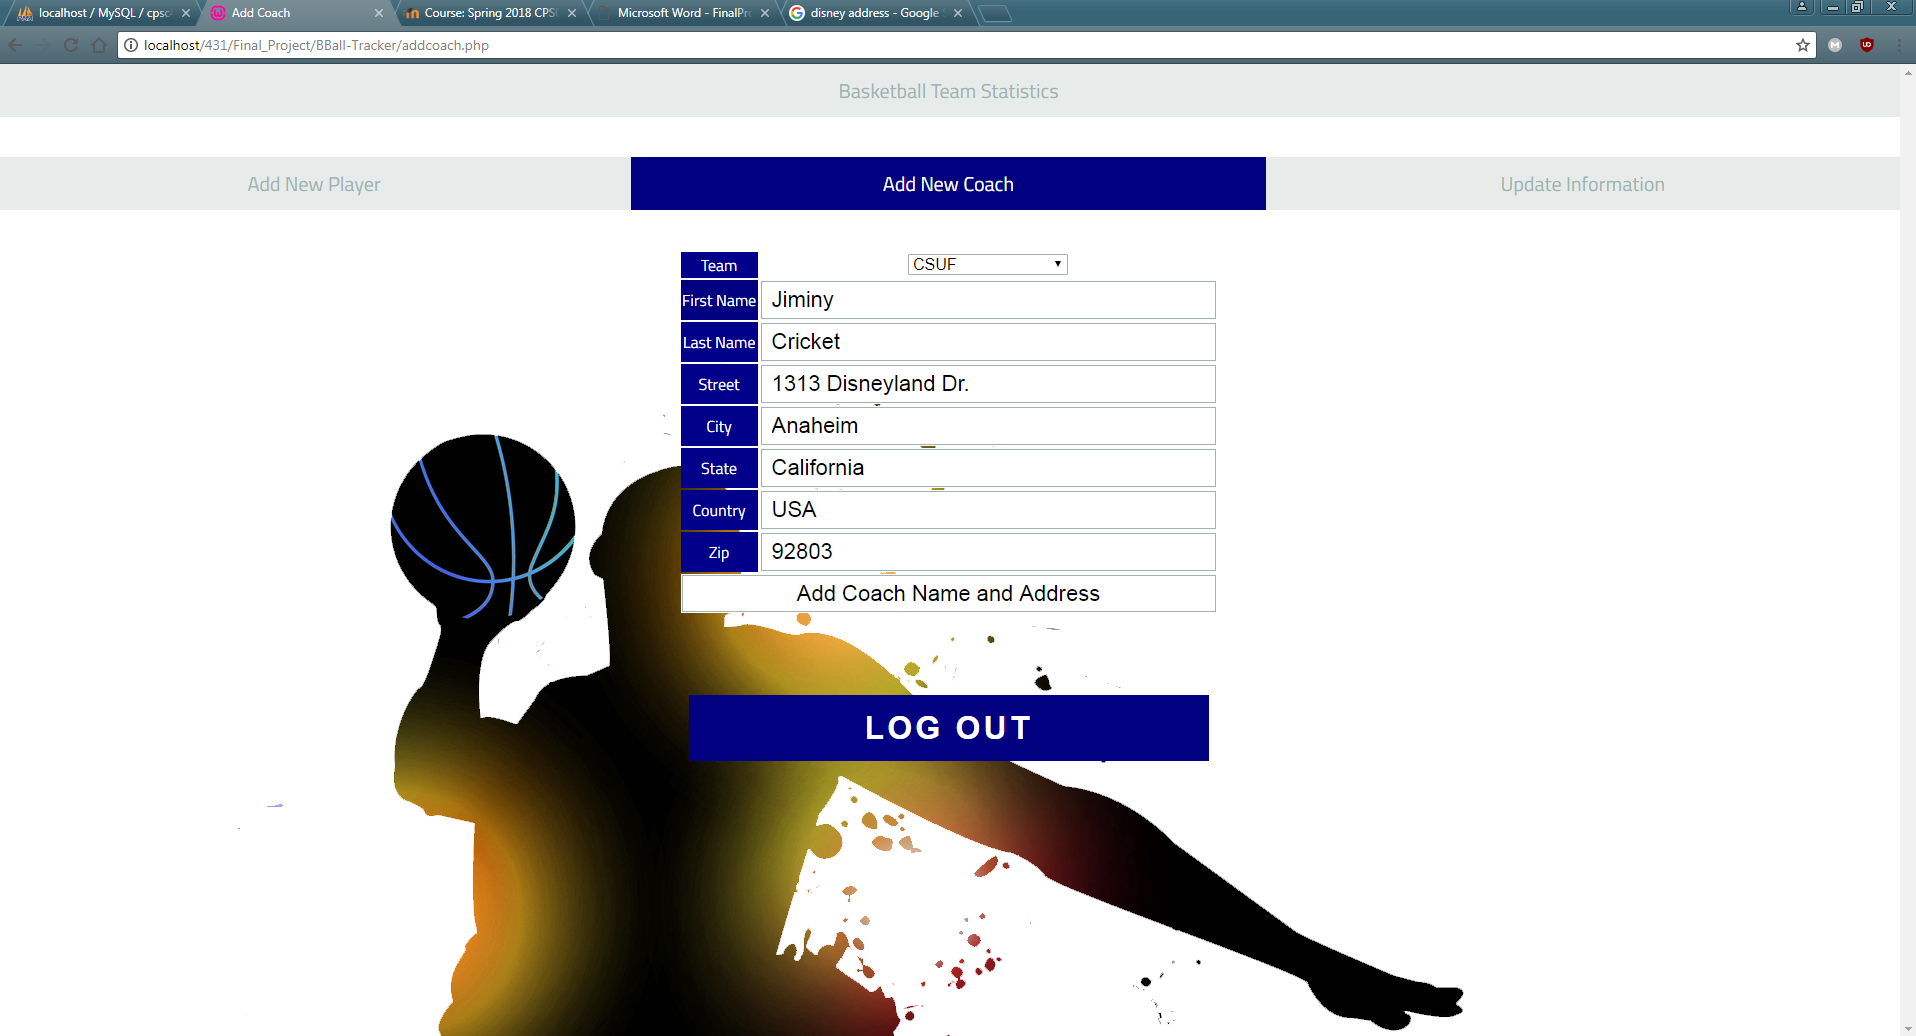 localhost / MySQL / cpsc
Add Coach
Course: Spring 2018 CPS
Microsoft Word - FinalPr
disney address - Google
localhost/431/Final_Project/BBall-Tracker/addcoach.php
Basketball Team Statistics
Add New Player
Add New Coach
Update Information
Team CSUF
First Name Jiminy
Last Name Cricket
Street 1313 Disneyland Dr.
City Anaheim
State California
Country USA
Zip 92803
Add Coach Name and Address
LOG OUT